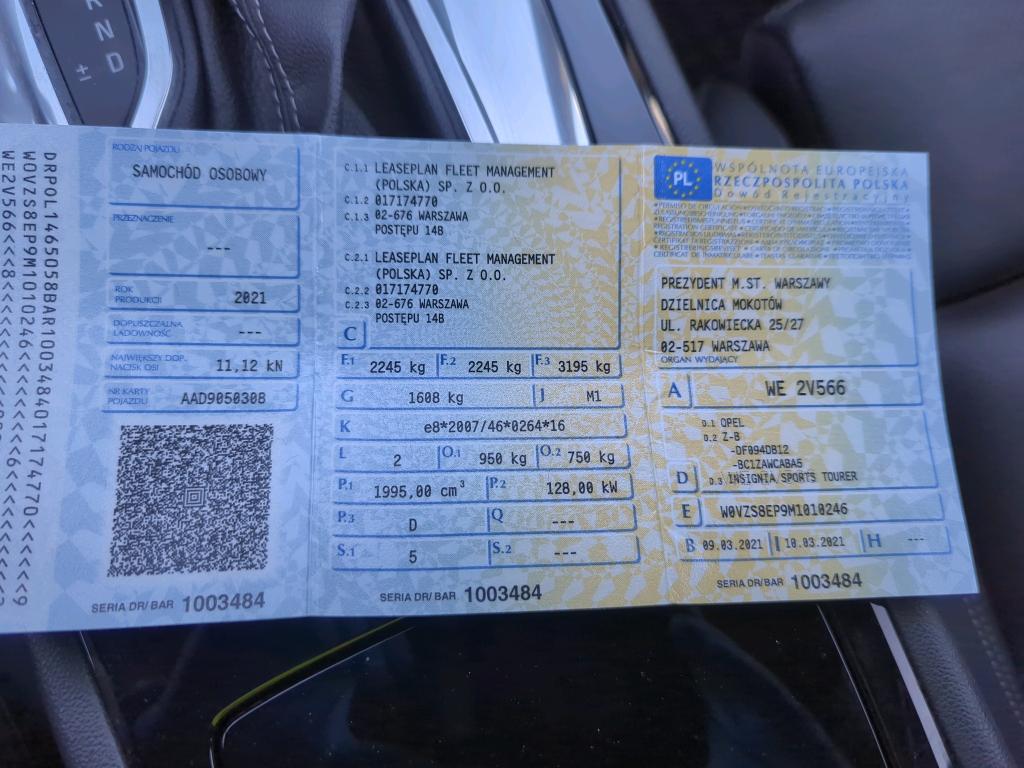 N
D
±
DRPOL1465058BAR1003484017174770<<<<<9
W0VZS8EP9M1010246
WE2V566
RODZAJ POJAZDU
SAMOCHÓD OSOBOWY
PRZEZNACZENIE
---
ROK PRODUKCJI 2021
DOPUSZCZALNA ŁADOWNOŚĆ ---
NAJWIĘKSZY DOP. NACISK OSI 11,12 kN
NR KARTY POJAZDU AAD9050308
SERIA DR/ BAR 1003484
C.1.1 LEASEPLAN FLEET MANAGEMENT
(POLSKA) SP. Z O.O.
C.1.2 017174770
C.1.3 02-676 WARSZAWA
POSTĘPU 14B
C.2.1 LEASEPLAN FLEET MANAGEMENT
(POLSKA) SP. Z O.O.
C.2.2 017174770
C.2.3 02-676 WARSZAWA
POSTĘPU 14B
C
F.1 2245 kg F.2 2245 kg F.3 3195 kg
G 1608 kg J M1
K e8*2007/46*0264*16
L 2 O.1 950 kg O.2 750 kg
P.1 1995,00 cm³ P.2 128,00 kW
P.3 D Q ---
S.1 5 S.2 ---
SERIA DR/ BAR 1003484
PL
WSPÓLNOTA EUROPEJSKA
RZECZPOSPOLITA POLSKA
Dowód Rejestracyjny
PREZYDENT M.ST. WARSZAWY
DZIELNICA MOKOTÓW
UL. RAKOWIECKA 25/27
02-517 WARSZAWA
ORGAN WYDAJĄCY
A WE 2V566
D.1 OPEL
D.2 Z-B
-DF094DB12
-BC1ZAWCABA5
D D.3 INSIGNIA SPORTS TOURER
E W0VZS8EP9M1010246
B 09.03.2021 I 10.03.2021 H ---
SERIA DR/ BAR 1003484